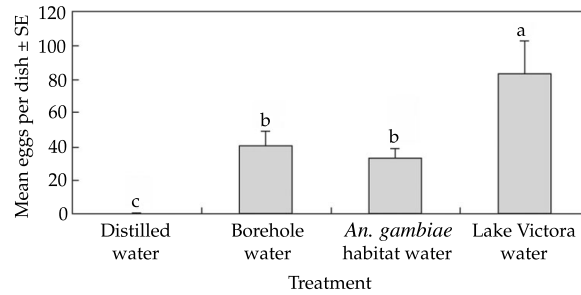 Mean eggs per dish ± SE
120
100
80
60
40
20
0
c
b
b
a
Distilled water
Borehole water
An. gambiae habitat water
Lake Victora water
Treatment